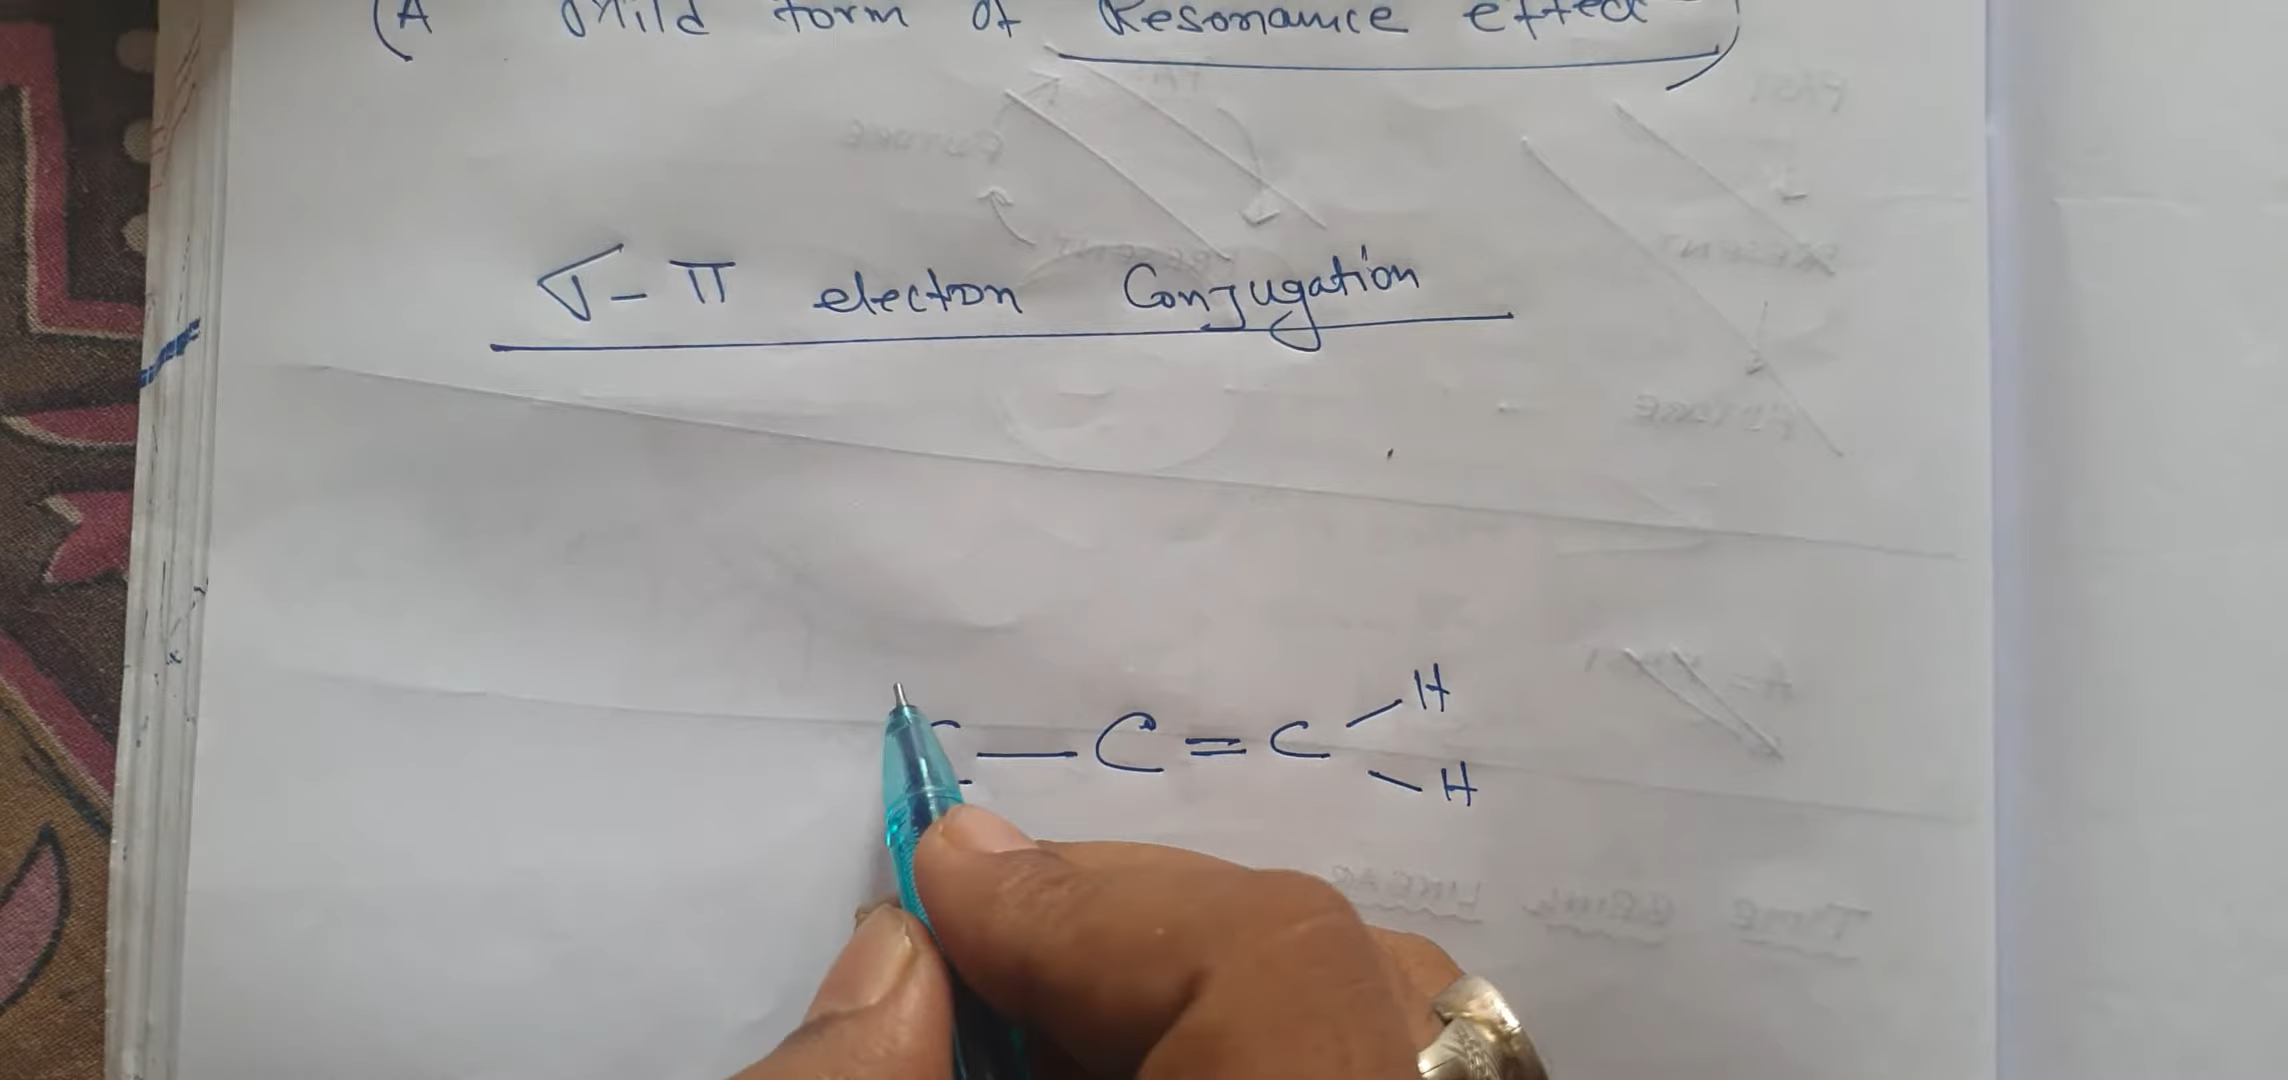 (A Mild form of Resonance effect)
σ-π electron Conjugation
C — C = C
H
H